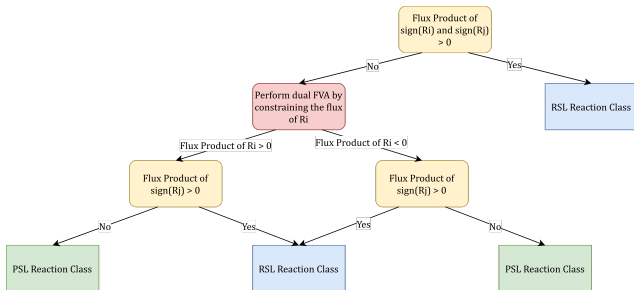 Flux Product of
sign(Ri) and sign(Rj)
> 0
No
Yes
Perform dual FVA by
constraining the flux
of Ri
RSL Reaction Class
Flux Product of Ri > 0
Flux Product of Ri < 0
Flux Product of
sign(Rj) > 0
Flux Product of
sign(Rj) > 0
No
Yes
Yes
No
PSL Reaction Class
RSL Reaction Class
PSL Reaction Class